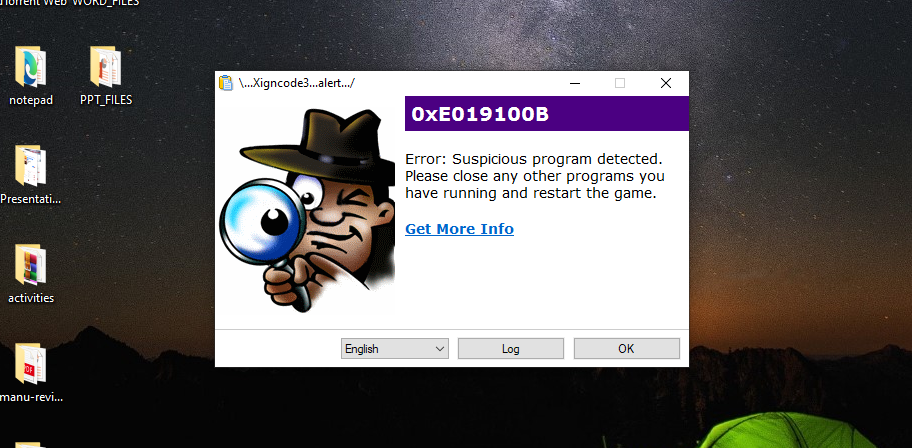 Torrent Web WORD_FILES
notepad
PPT_FILES
Presentati...
activities
manu-revi...
\...Xigncode3...alert.../
0xE019100B
Error: Suspicious program detected.
Please close any other programs you
have running and restart the game.
Get More Info
English
Log
OK
PDF